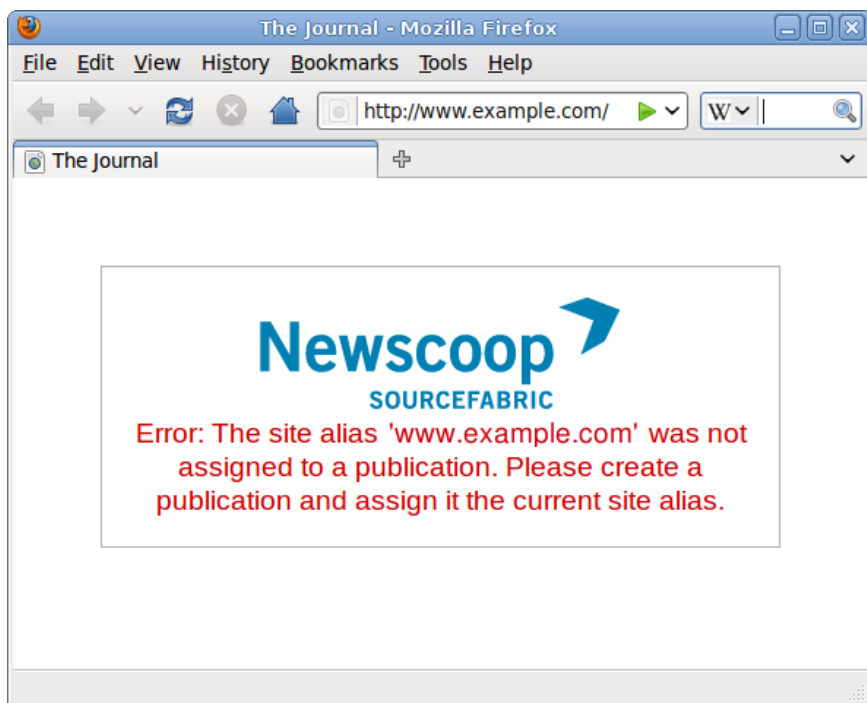 The Journal - Mozilla Firefox
File Edit View History Bookmarks Tools Help
http://www.example.com/ W
The Journal
Newscoop
SOURCEFABRIC
Error: The site alias 'www.example.com' was not
assigned to a publication. Please create a
publication and assign it the current site alias.